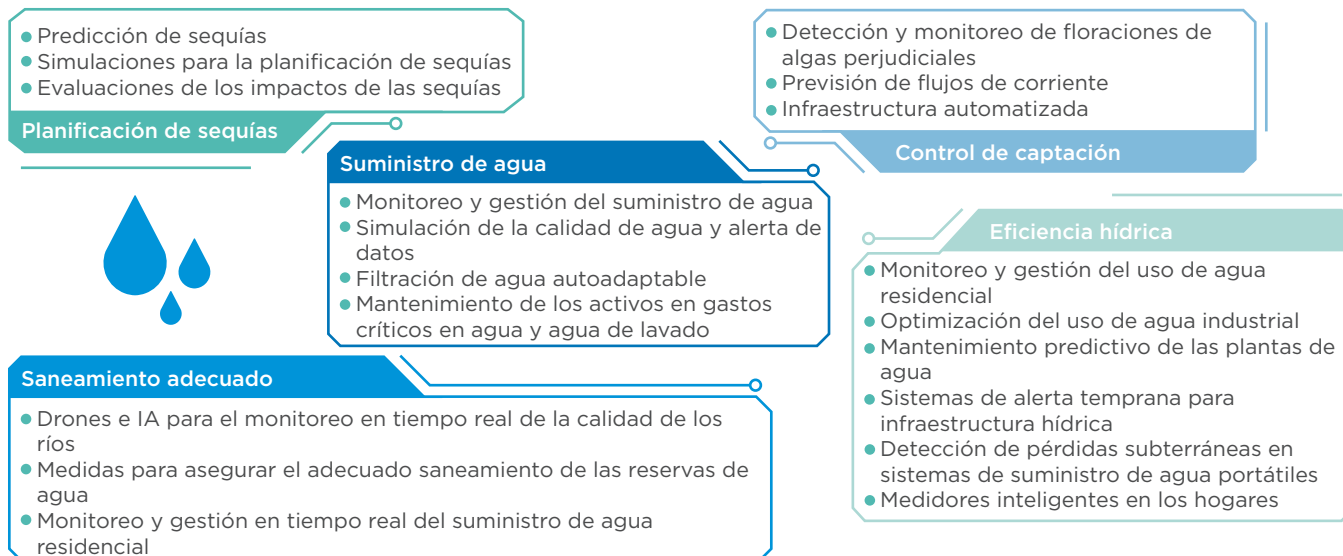 Predicción de sequías
Simulaciones para la planificación de sequías
Evaluaciones de los impactos de las sequías
Planificación de sequías
Detección y monitoreo de floraciones de
algas perjudiciales
Previsión de flujos de corriente
Infraestructura automatizada
Control de captación
Suministro de agua
Monitoreo y gestión del suministro de agua
Simulación de la calidad de agua y alerta de
datos
Filtración de agua autoadaptable
Mantenimiento de los activos en gastos
críticos en agua y agua de lavado
Eficiencia hídrica
Monitoreo y gestión del uso de agua
residencial
Optimización del uso de agua industrial
Mantenimiento predictivo de las plantas de
agua
Sistemas de alerta temprana para
infraestructura hídrica
Detección de pérdidas subterráneas en
sistemas de suministro de agua portátiles
Medidores inteligentes en los hogares
Saneamiento adecuado
Drones e IA para el monitoreo en tiempo real de la calidad de los
ríos
Medidas para asegurar el adecuado saneamiento de las reservas de
agua
Monitoreo y gestión en tiempo real del suministro de agua
residencial